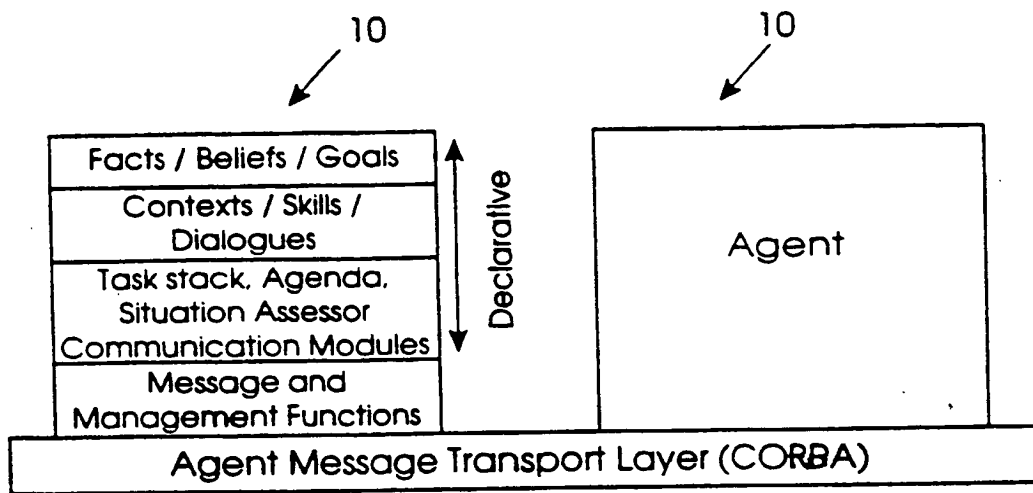 10
10
Facts / Beliefs / Goals
Contexts / Skills /
Dialogues
Task stack, Agenda,
Situation Assessor
Communication Modules
Message and
Management Functions
Declarative
Agent
Agent Message Transport Layer (CORBA)